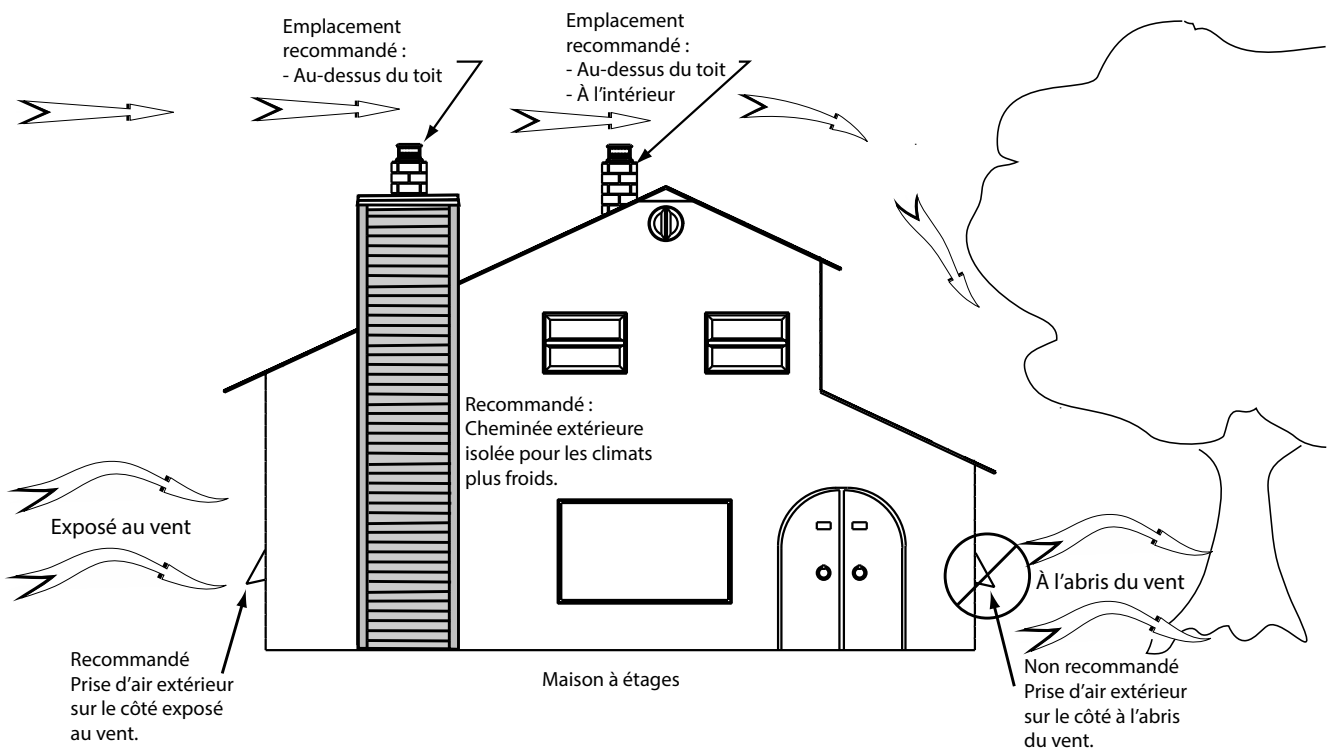 Emplacement
recommandé :
- Au-dessus du toit
Emplacement
recommandé :
- Au-dessus du toit
- À l'intérieur
Recommandé :
Cheminée extérieure
isolée pour les climats
plus froids.
Exposé au vent
À l'abris du vent
Recommandé
Prise d'air extérieur
sur le côté exposé
au vent.
Maison à étages
Non recommandé
Prise d'air extérieur
sur le côté à l'abris
du vent.